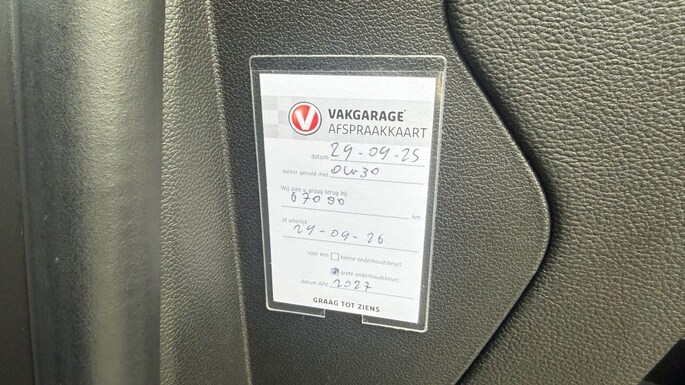 V VAKGARAGE
AFSPRAAKKAART
datum 29-09-25
motor gevuld met 0W30
Wij zien u graag terug bij:
67000 km
of uiterlijk
29-09-26
voor een kleine onderhoudsbeurt
grote onderhoudsbeurt
datum APK 2027
GRAAG TOT ZIENS